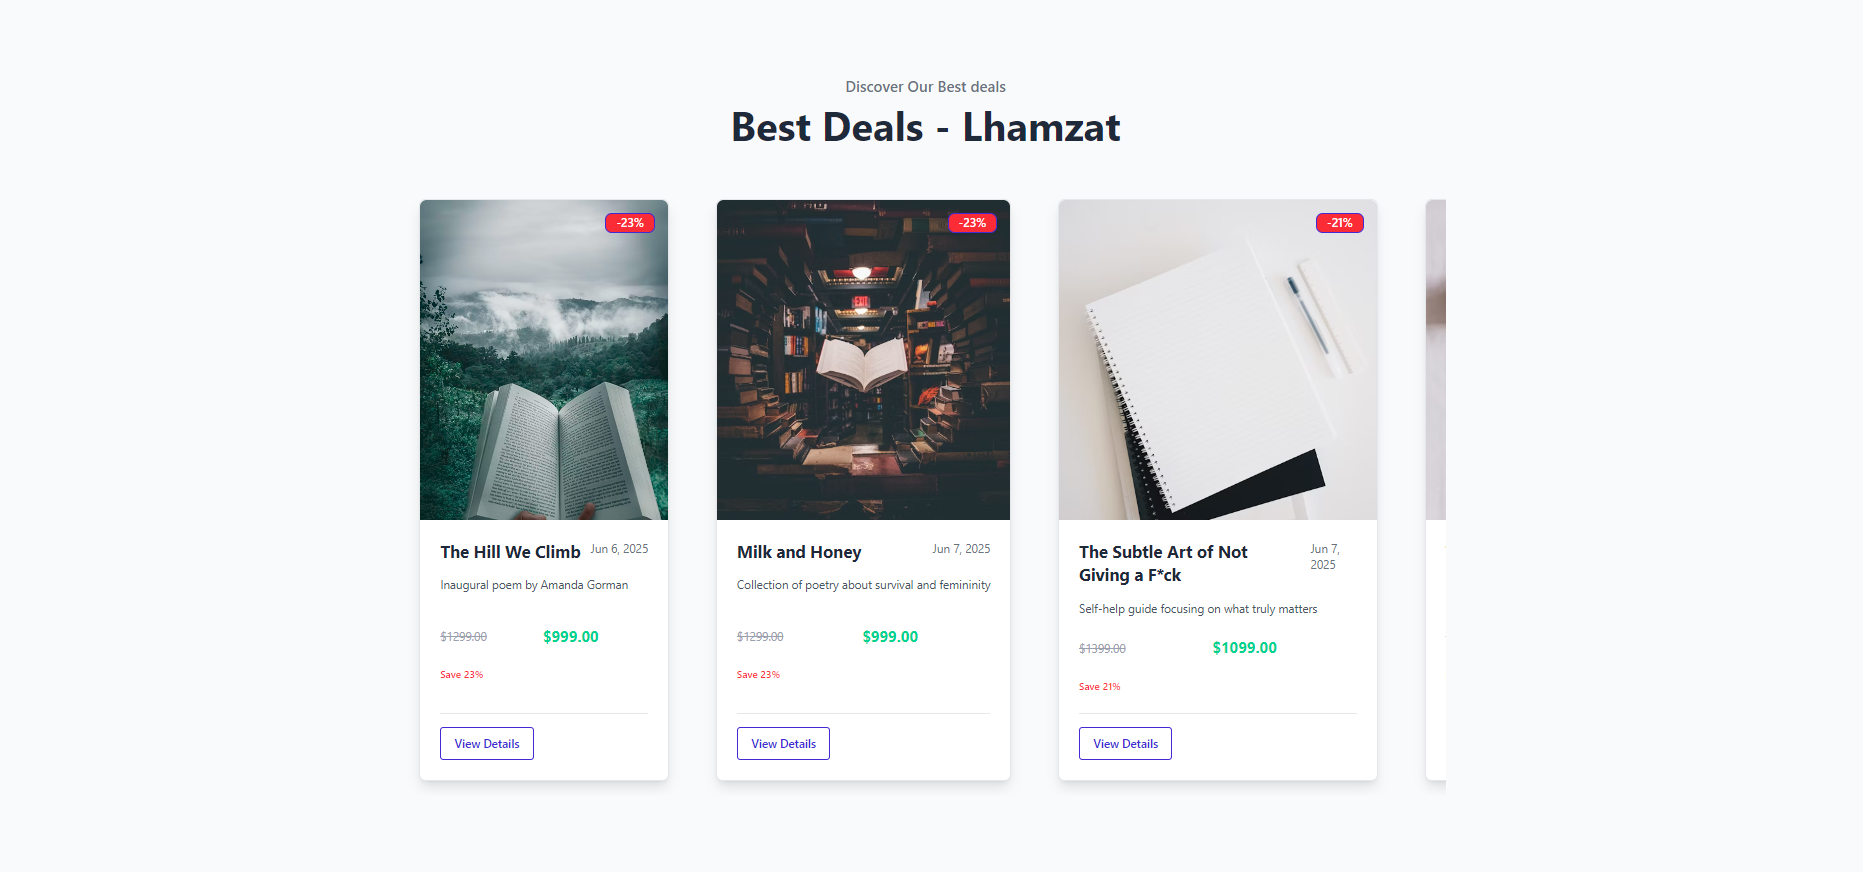 Discover Our Best deals
Best Deals - Lhamzat
-23%
EXIT
The Hill We Climb
Jun 6, 2025
Inaugural poem by Amanda Gorman
$1299.00
$999.00
Save 23%
View Details
-23%
Milk and Honey
Jun 7, 2025
Collection of poetry about survival and femininity
$1299.00
$999.00
Save 23%
View Details
-21%
The Subtle Art of Not
Giving a F*ck
Jun 7,
2025
Self-help guide focusing on what truly matters
$1399.00
$1099.00
Save 21%
View Details